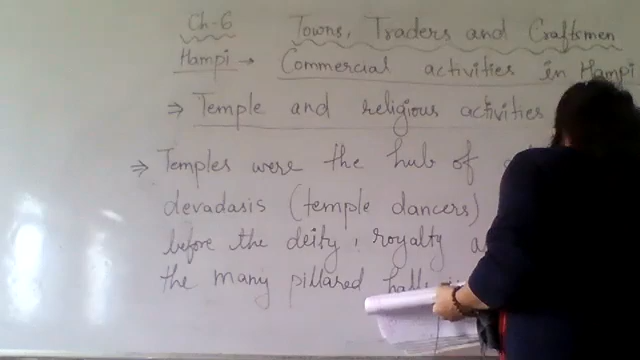 Ch-6 Towns, Traders and Craftsmen
Hampi → Commercial activities in Hampi
⇒ Temple and religious activities
⇒ Temples were the hub of
devadasis (temple dancers)
before the deity, royalty
the many pillared